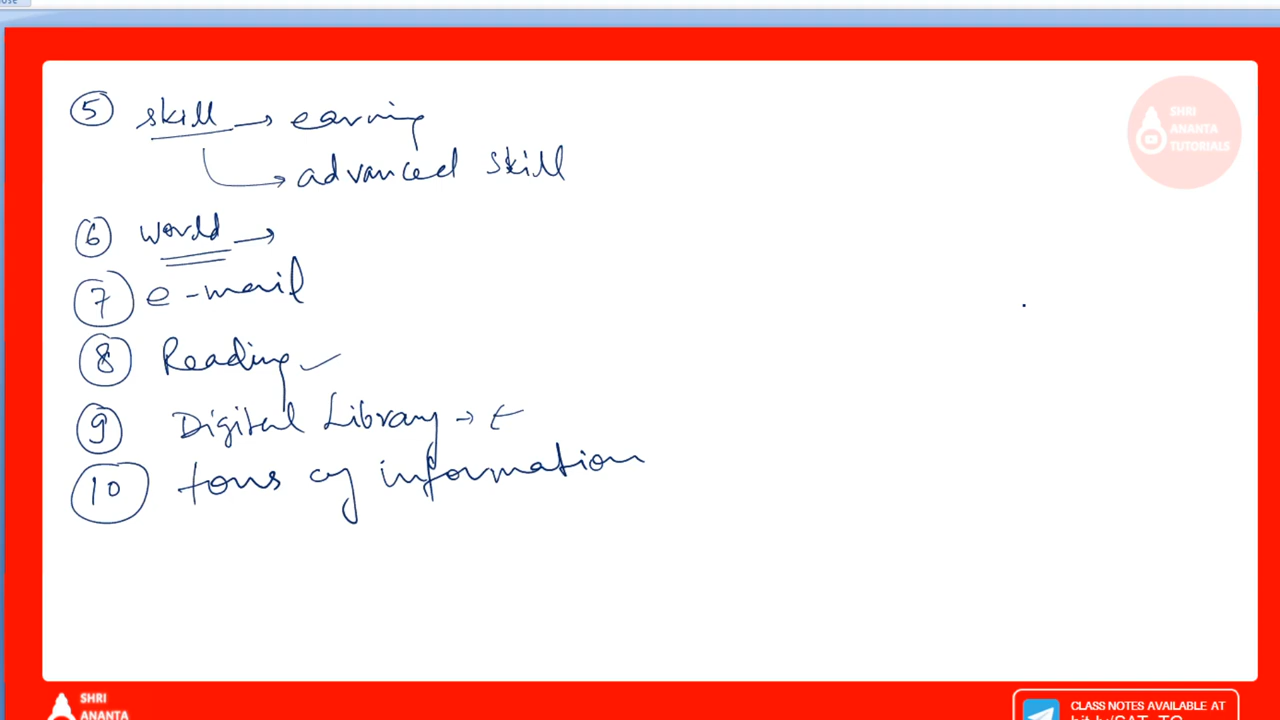 SHRI
ANANTA
TUTORIALS
5 skill → earning
→ advanced skill
6 world →
7 e-mail
8 Reading ✓
9 Digital Library → t
10 tons of information
SHRI
ANANTA
CLASS NOTES AVAILABLE AT